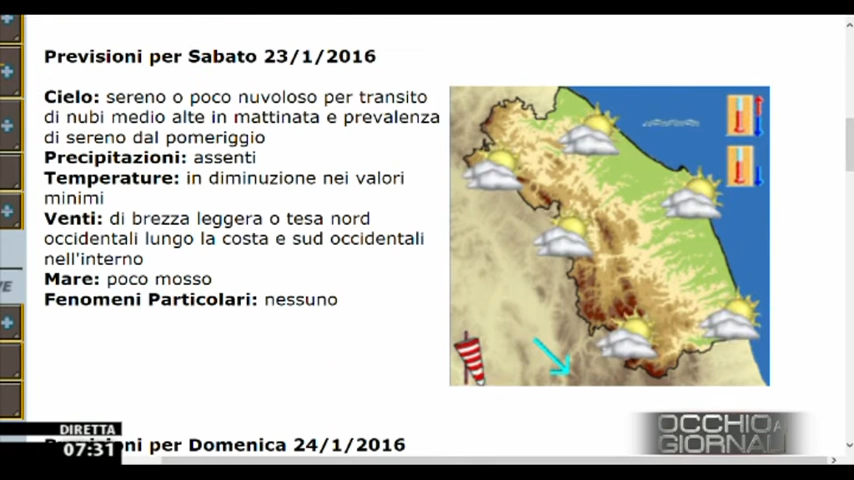 Previsioni per Sabato 23/1/2016
Cielo: sereno o poco nuvoloso per transito
di nubi medio alte in mattinata e prevalenza
di sereno dal pomeriggio
Precipitazioni: assenti
Temperature: in diminuzione nei valori
minimi
Venti: di brezza leggera o tesa nord
occidentali lungo la costa e sud occidentali
nell'interno
Mare: poco mosso
Fenomeni Particolari: nessuno
DIRETTA
07:31
per Domenica 24/1/2016
OCCHIO AI
GIORNALI